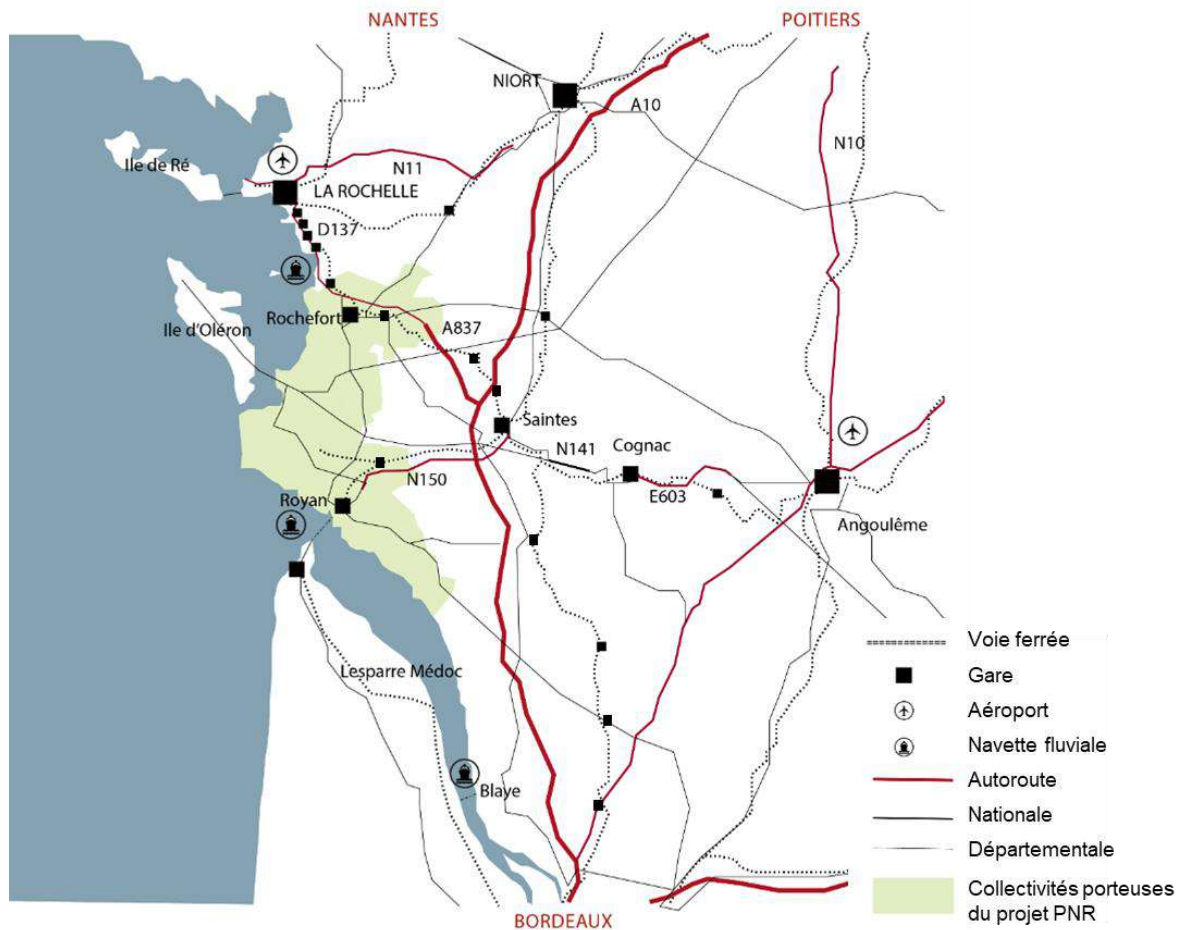 NANTES
POITIERS
NIORT
A10
N10
Ile de Ré
N11
LA ROCHELLE
D137
Ile d'Oléron
Rochefort
A837
Saintes
Cognac
N141
N150
E603
Royan
Angoulême
Lesparre Médoc
Blaye
BORDEAUX
Voie ferrée
Gare
Aéroport
Navette fluviale
Autoroute
Nationale
Départementale
Collectivités porteuses
du projet PNR